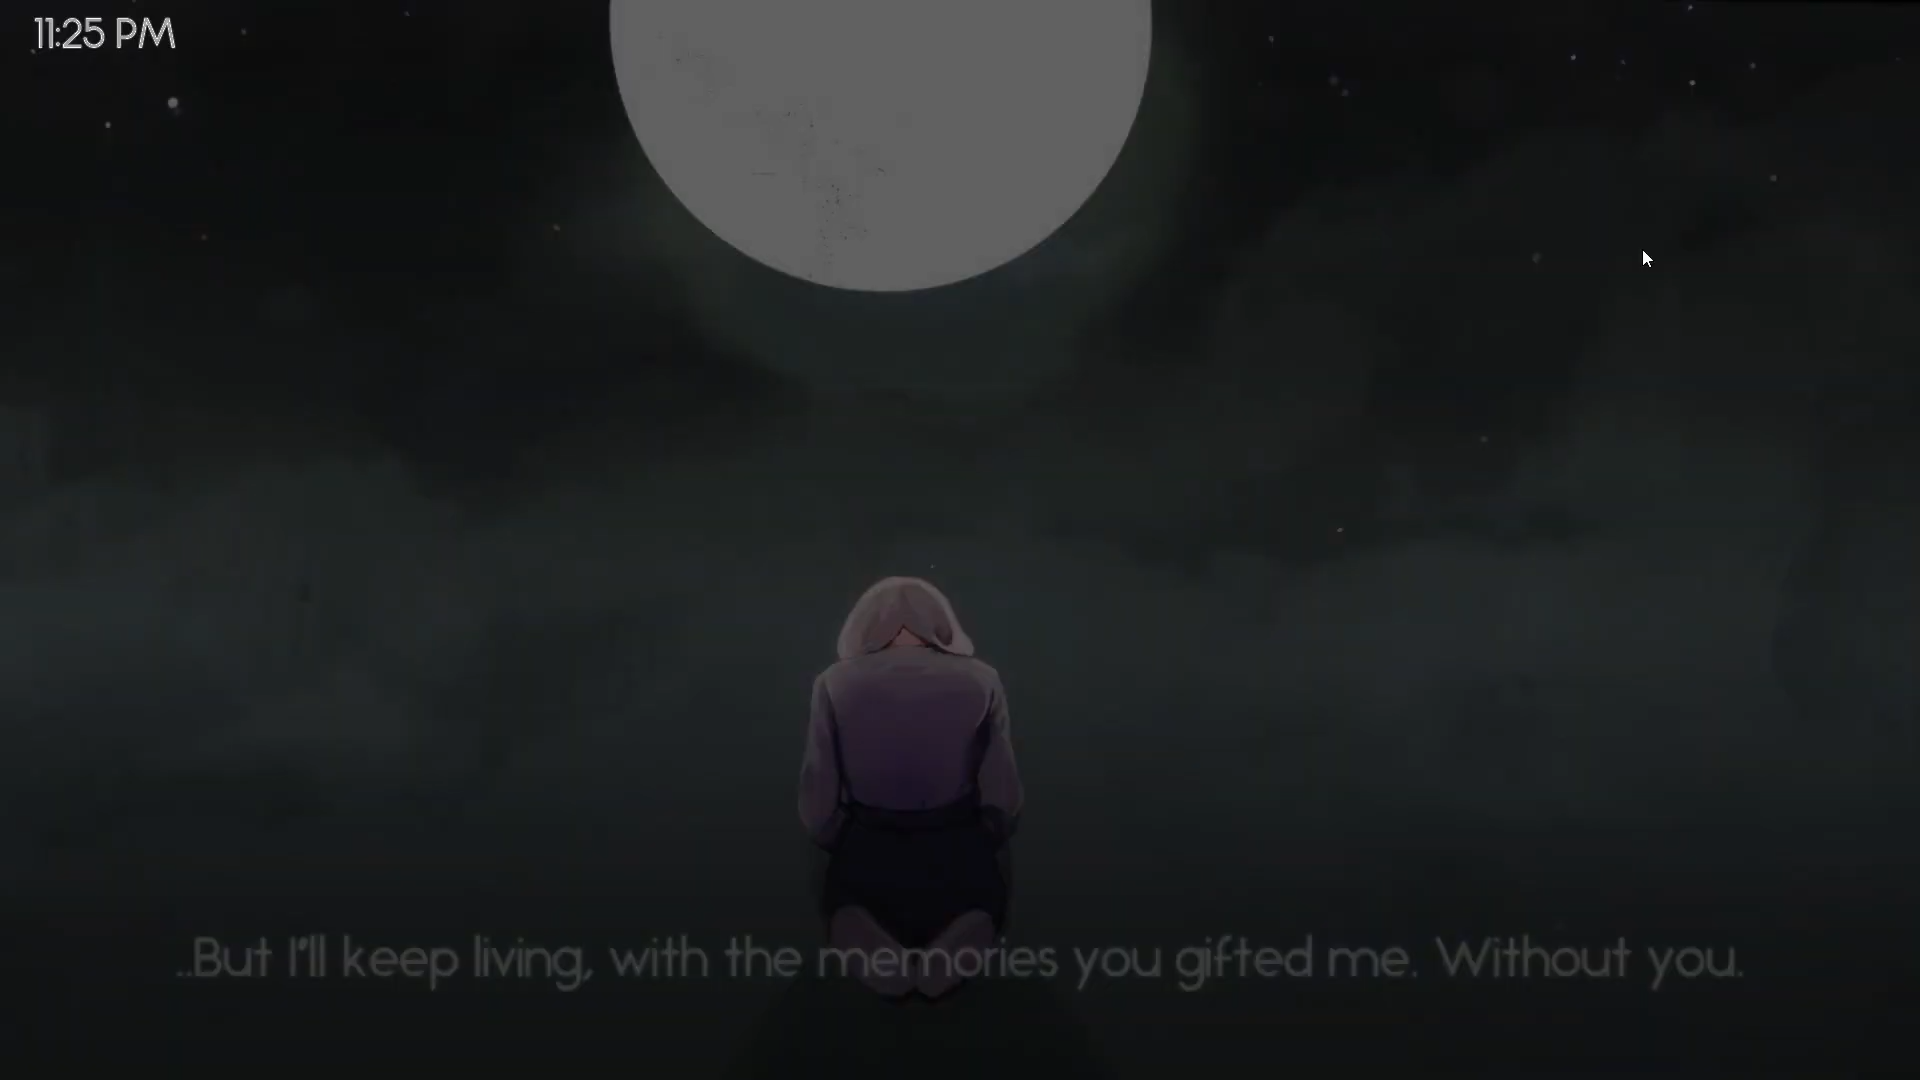 11:25 PM
..But I'll keep living, with the memories you gifted me. Without you.